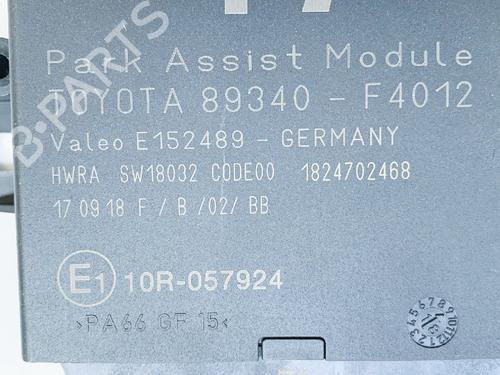 Park Assist Module
TOYOTA 89340 - F4012
Valeo E152489 - GERMANY
HWRA SW18032 CODE00 1824702468
17 09 18 F / B /02/ BB
E1 10R-057924
>PA66 GF 15<
B-PARTS